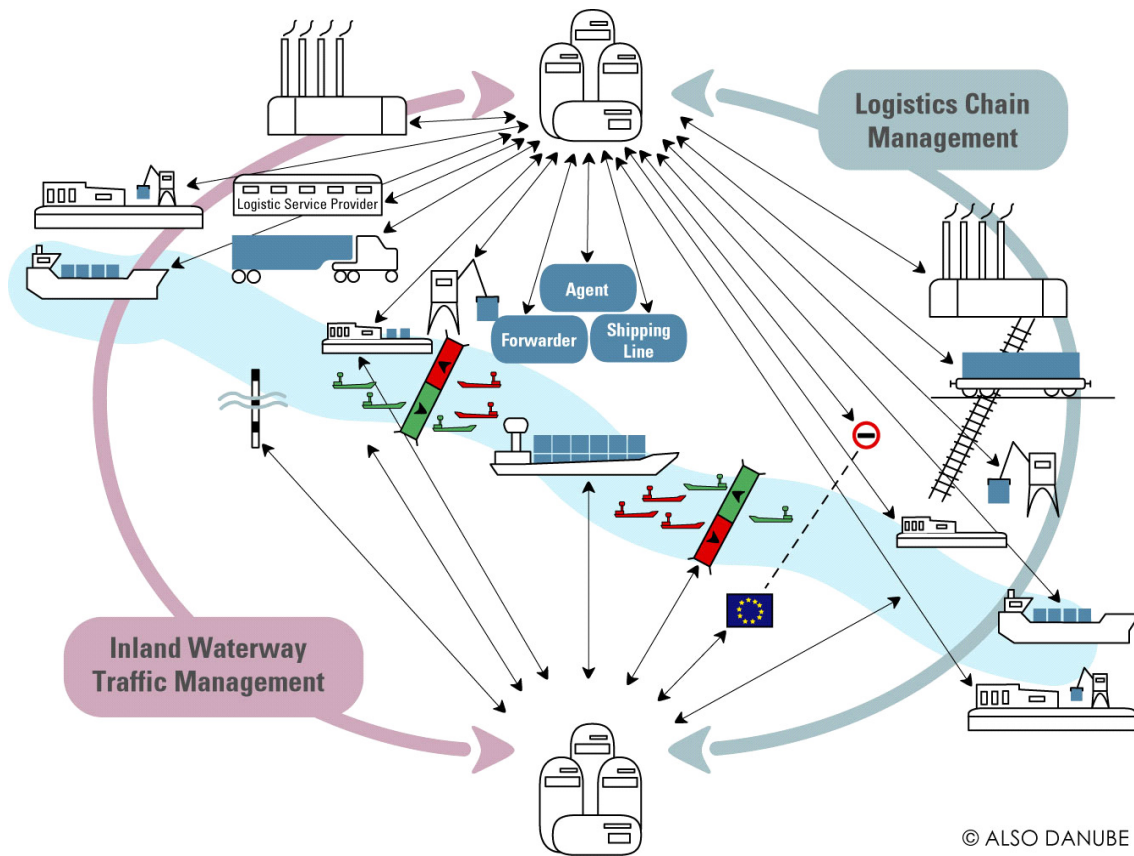 Logistics Chain
Management
Logistic Service Provider
Agent
Forwarder
Shipping
Line
Inland Waterway
Traffic Management
© ALSO DANUBE